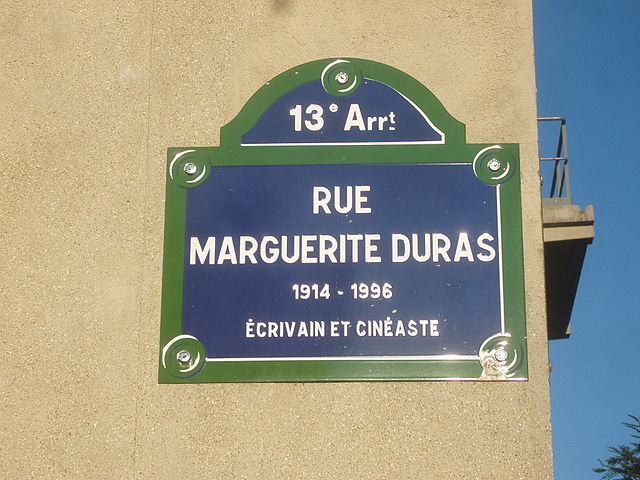 13e Arrt
RUE
MARGUERITE DURAS
1914 - 1996
ÉCRIVAIN ET CINÉASTE